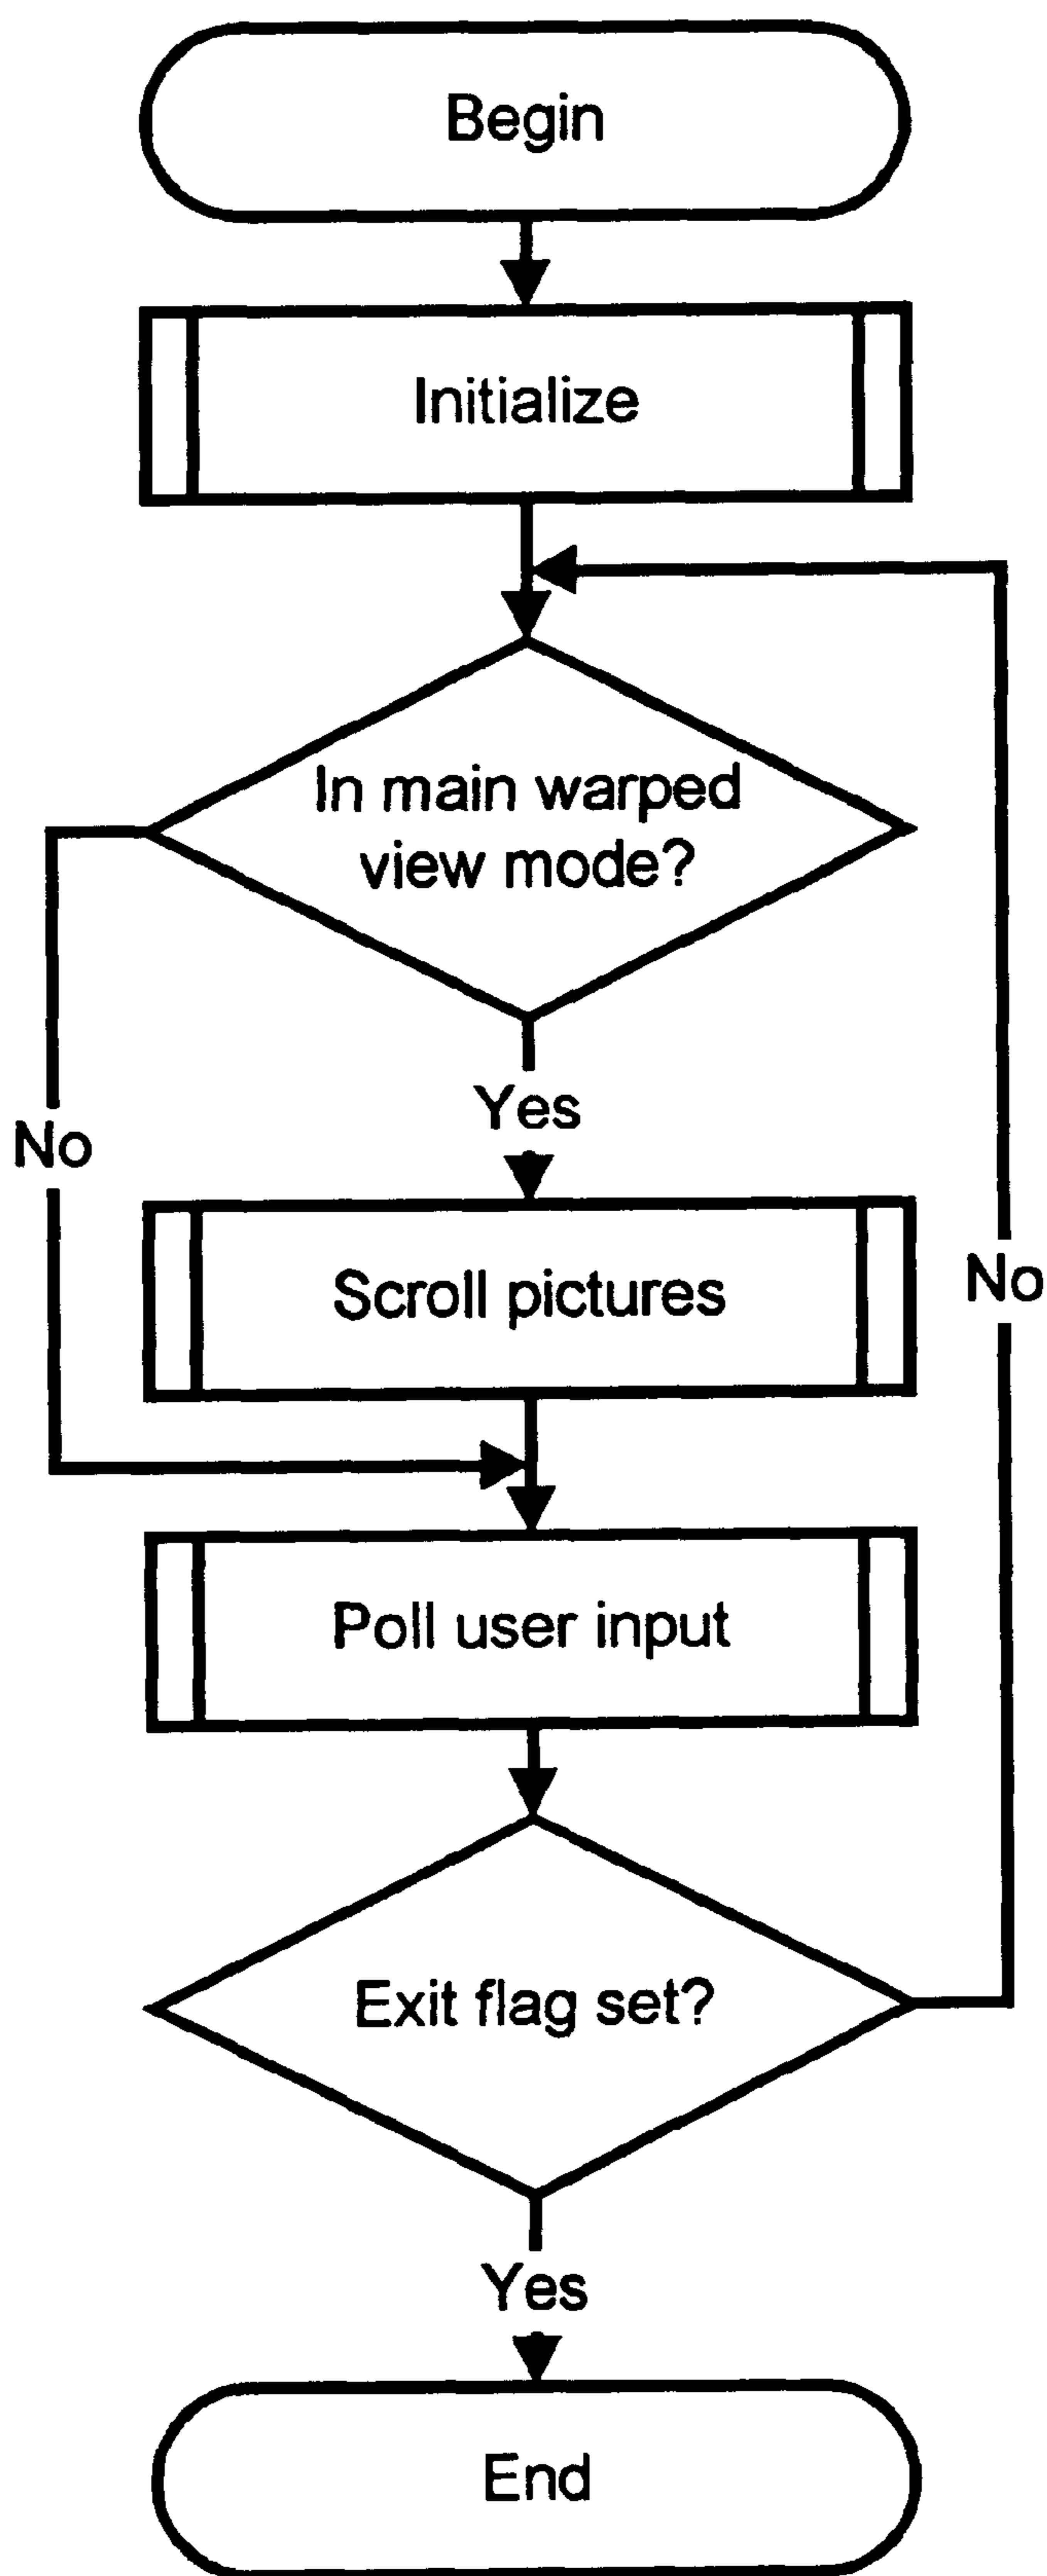 Begin
Initialize
In main warped
view mode?
Yes
No
Scroll pictures
No
Poll user input
Exit flag set?
Yes
End